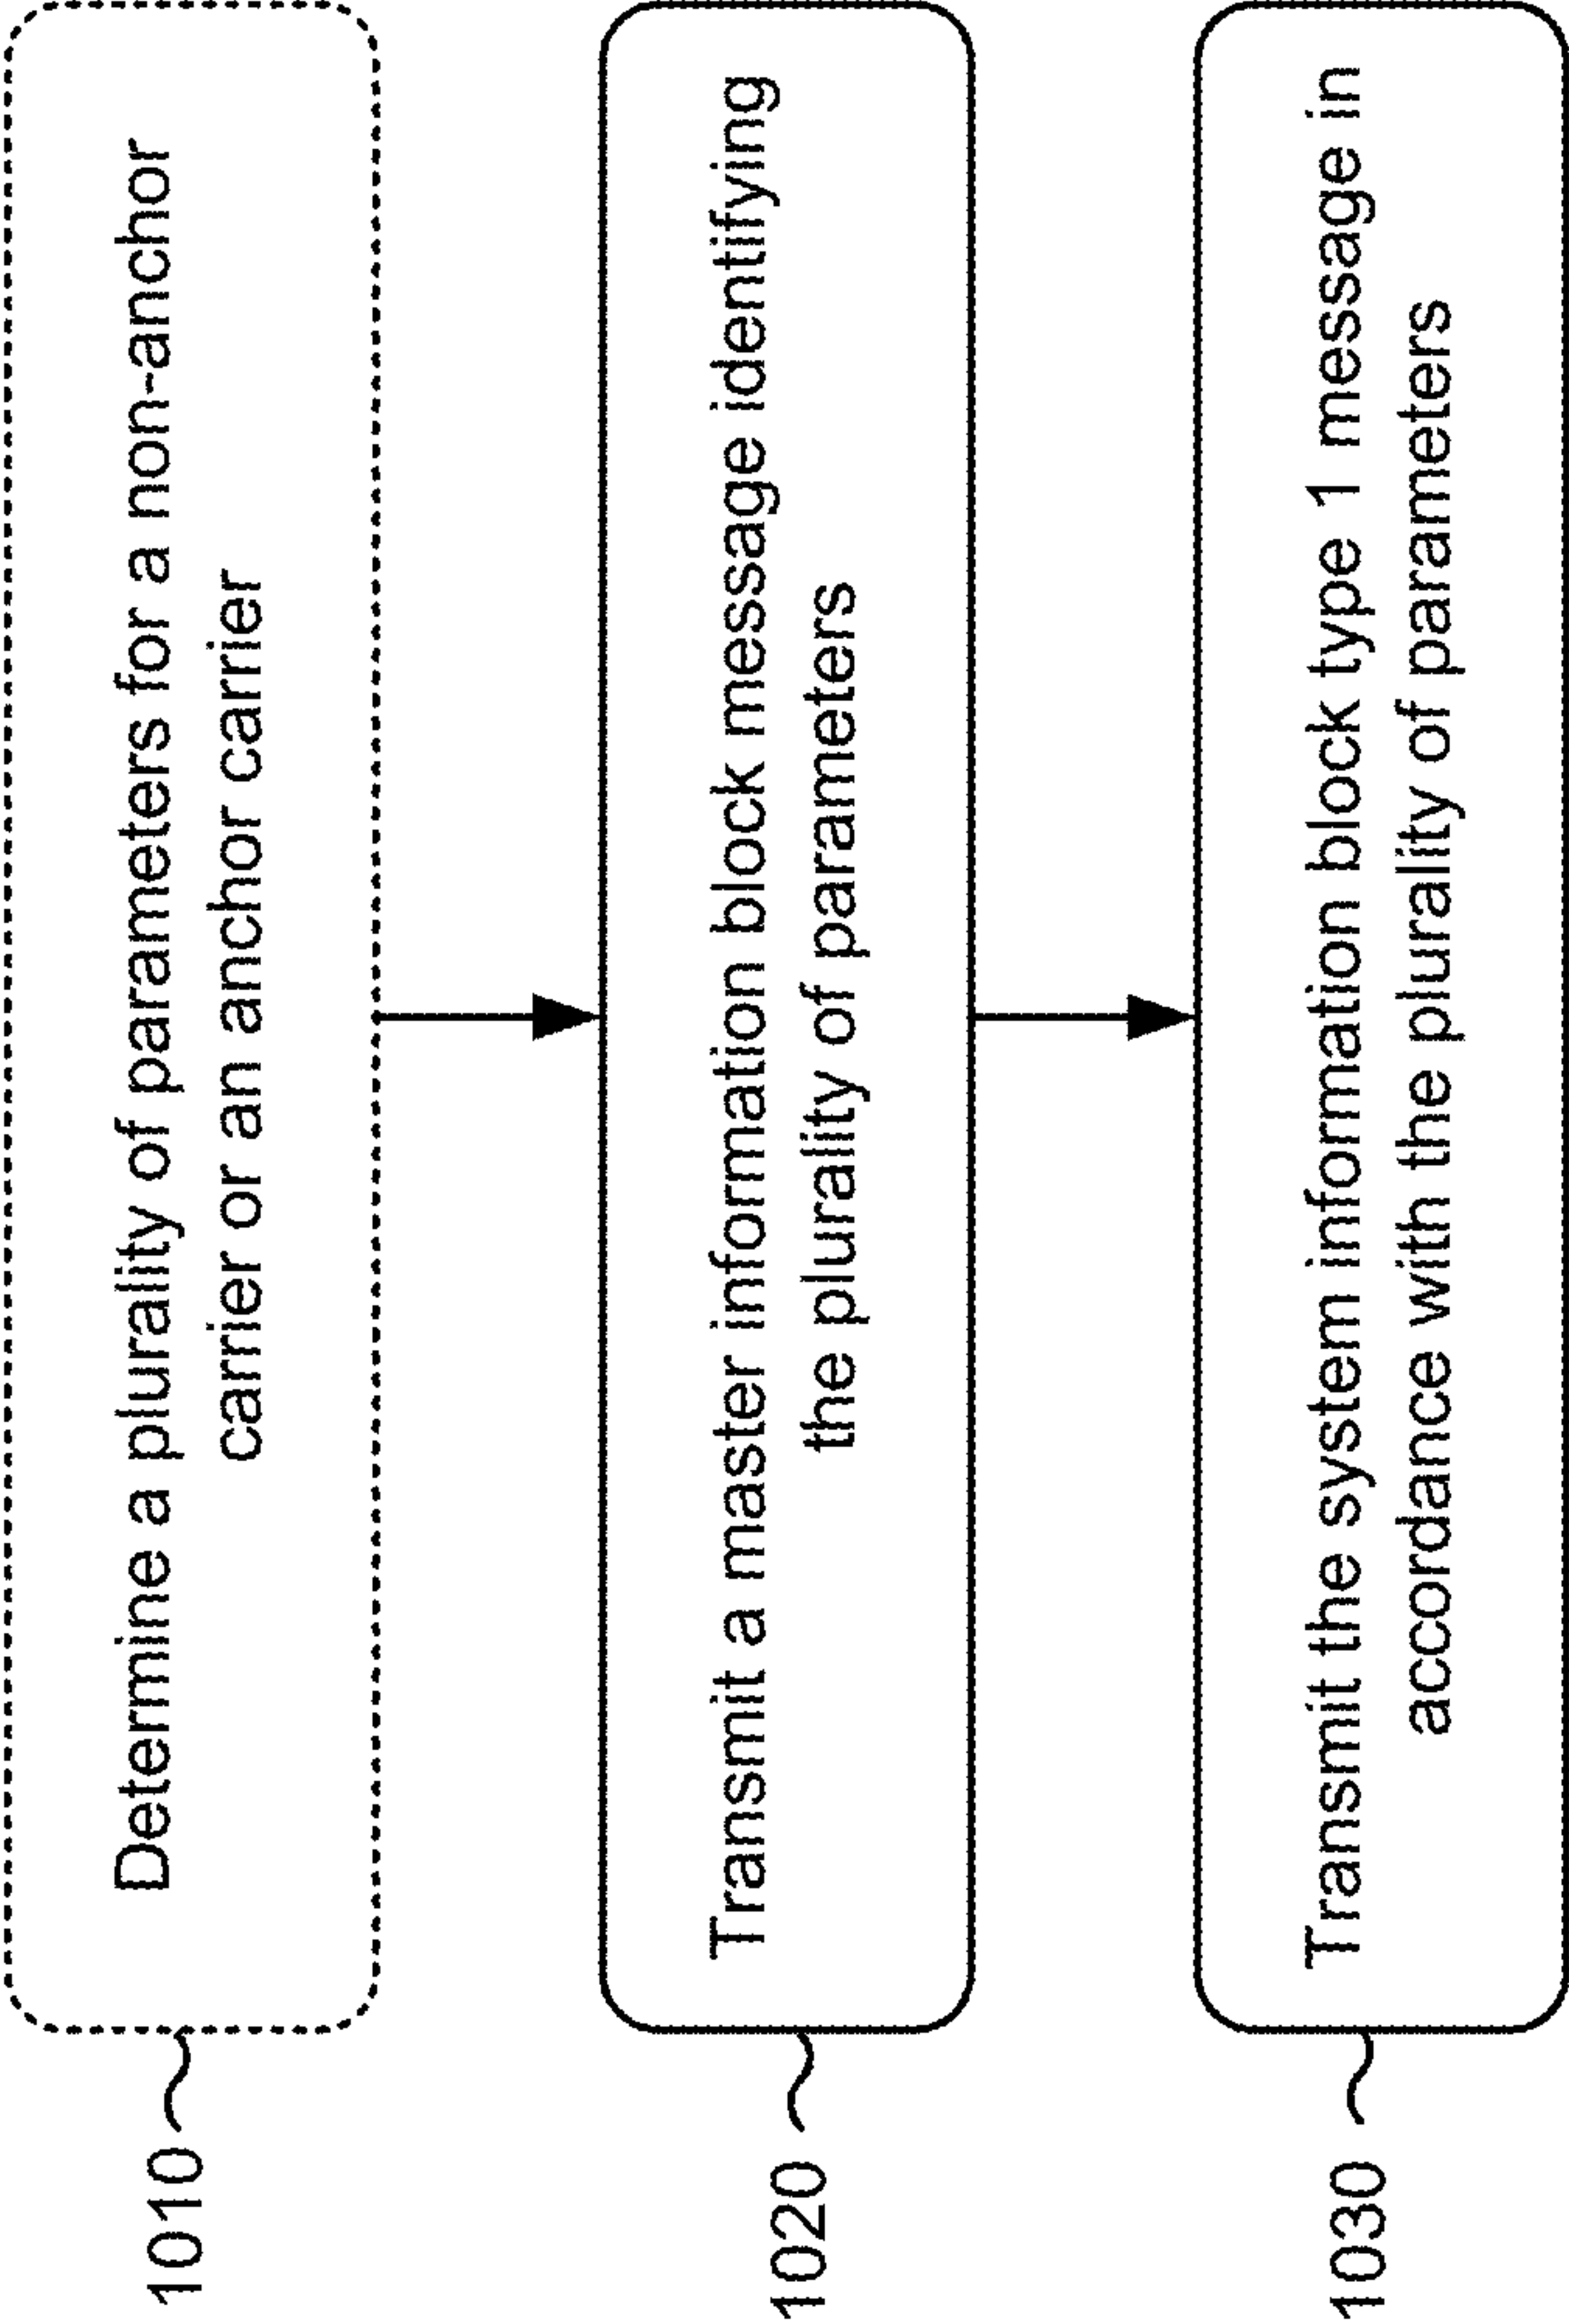 1010
Determine a plurality of parameters for a non-anchor
carrier or an anchor carrier
1020
Transmit a master information block message identifying
the plurality of parameters
1030
Transmit the system information block type 1 message in
accordance with the plurality of parameters